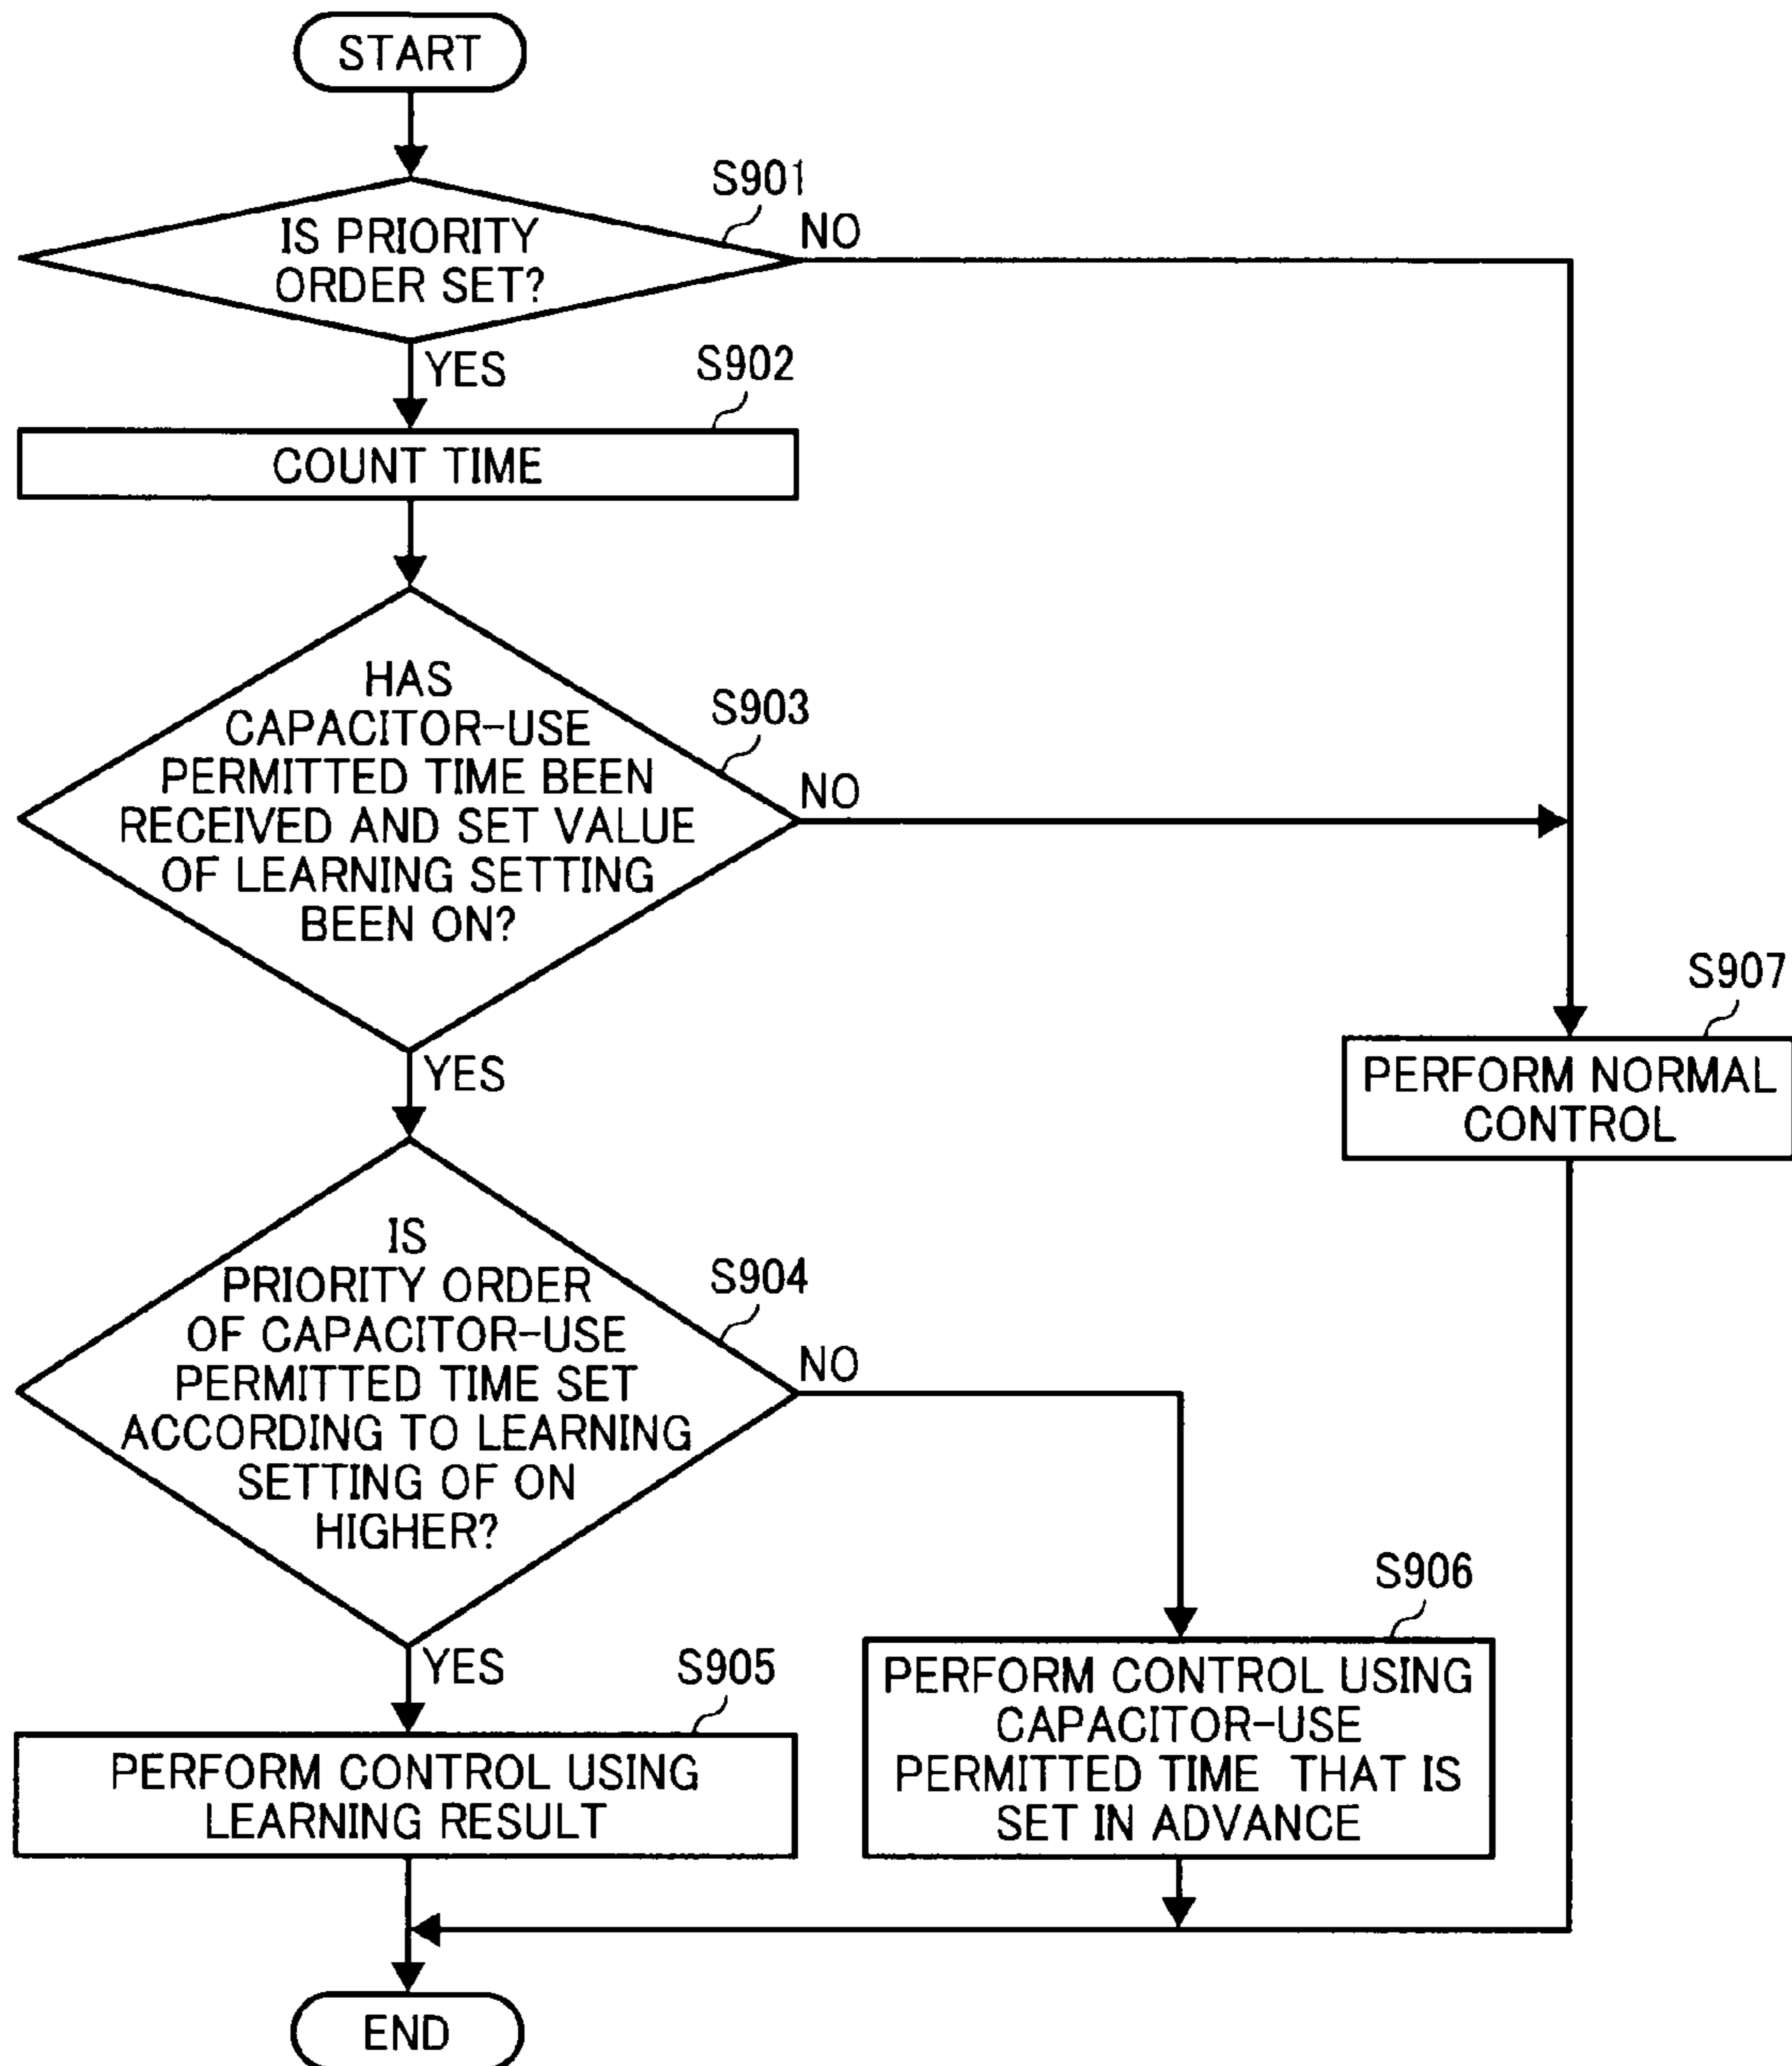 START
S901
IS PRIORITY
ORDER SET?
NO
YES
S902
COUNT TIME
HAS
CAPACITOR-USE
PERMITTED TIME BEEN
RECEIVED AND SET VALUE
OF LEARNING SETTING
BEEN ON?
S903
NO
YES
S907
PERFORM NORMAL
CONTROL
IS
PRIORITY ORDER
OF CAPACITOR-USE
PERMITTED TIME SET
ACCORDING TO LEARNING
SETTING OF ON
HIGHER?
S904
NO
YES
S905
PERFORM CONTROL USING
LEARNING RESULT
S906
PERFORM CONTROL USING
CAPACITOR-USE
PERMITTED TIME THAT IS
SET IN ADVANCE
END